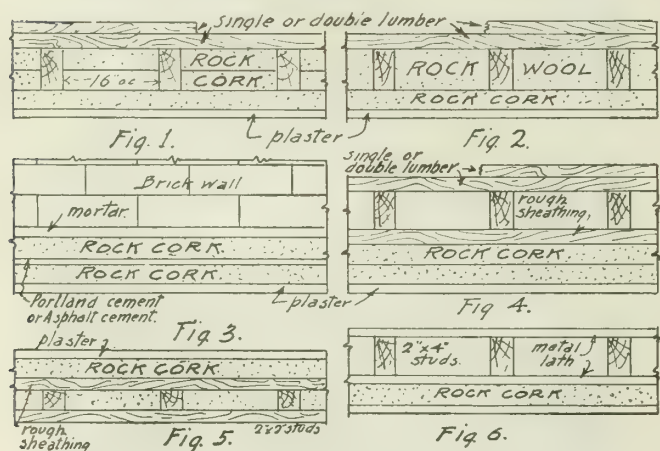 single or double lumber
16 oc
ROCK
CORK
Fig. 1.
plaster
ROCK WOOL
ROCK CORK
Fig. 2.
Brick wall
mortar.
ROCK CORK
ROCK CORK
Portland cement
or Asphalt cement.
Fig. 3
plaster
single or
double lumber
rough
sheathing,
ROCK CORK
Fig 4.
plaster
ROCK CORK
rough
sheathing
Fig. 5.
2"x2" studs
2"x4"
studs.
metal
lath
ROCK CORK
Fig 6.